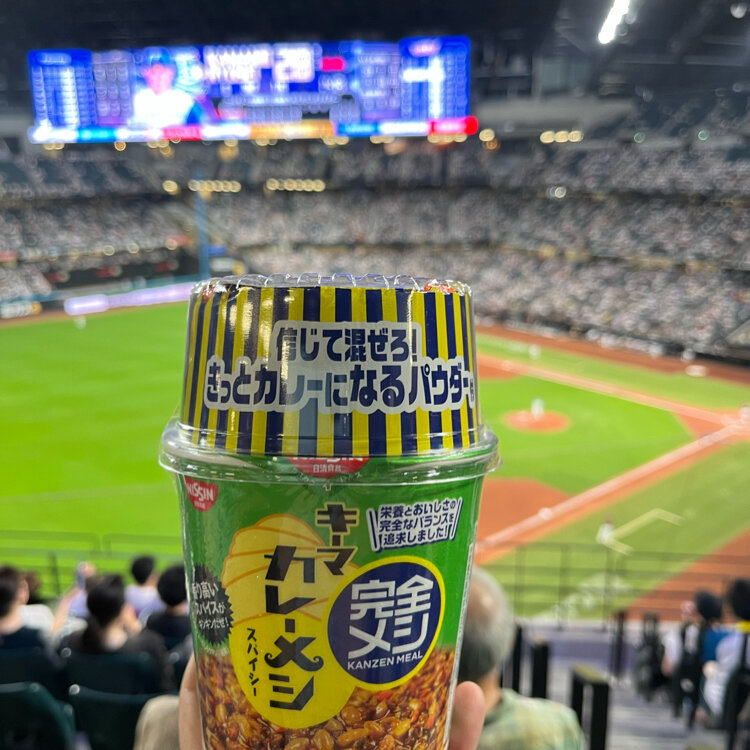 信じて混ぜろ!
きっとカレーになるパウダー付
NISSIN
日清食品
NISSIN
キーマ
カレーメシ
スパイシー
栄養とおいしさの
完全なバランスを
追求しました!
完全
メシ
KANZEN MEAL